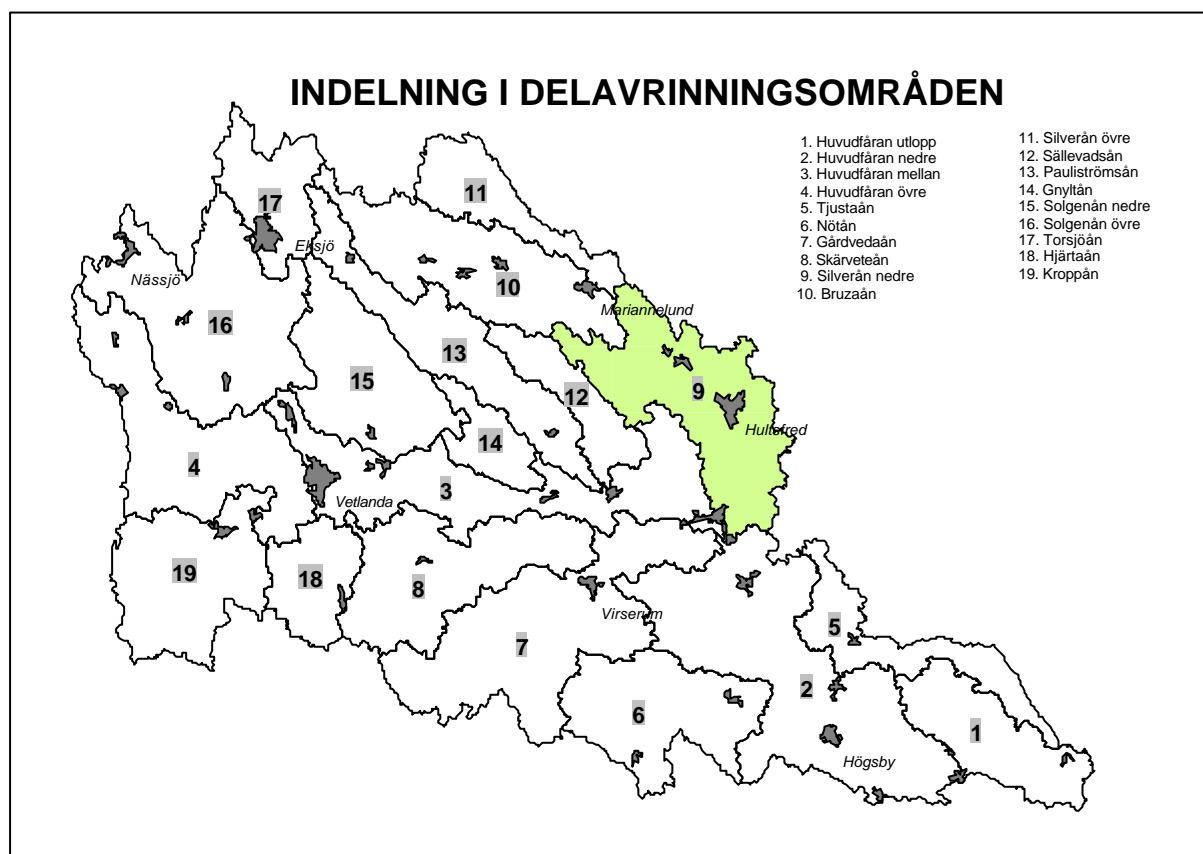 INDELNING I DELAVRINNINGSOMRÅDEN
1. Huvudfåran utlopp
2. Huvudfåran nedre
3. Huvudfåran mellan
4. Huvudfåran övre
5. Tjustaån
6. Nötån
7. Gårdvedaån
8. Skärveteån
9. Silverån nedre
10. Bruzaån
11. Silverån övre
12. Sällevadsån
13. Pauliströmsån
14. Gnyltån
15. Solgenån nedre
16. Solgenån övre
17. Torsjöån
18. Hjärtaån
19. Kroppån
11
17
Eksjö
10
Nässjö
Mariannelund
16
13
15
12
9
Hultefred
14
4
3
Vetlanda
19
18
8
Virserum
5
7
2
6
1
Högsby